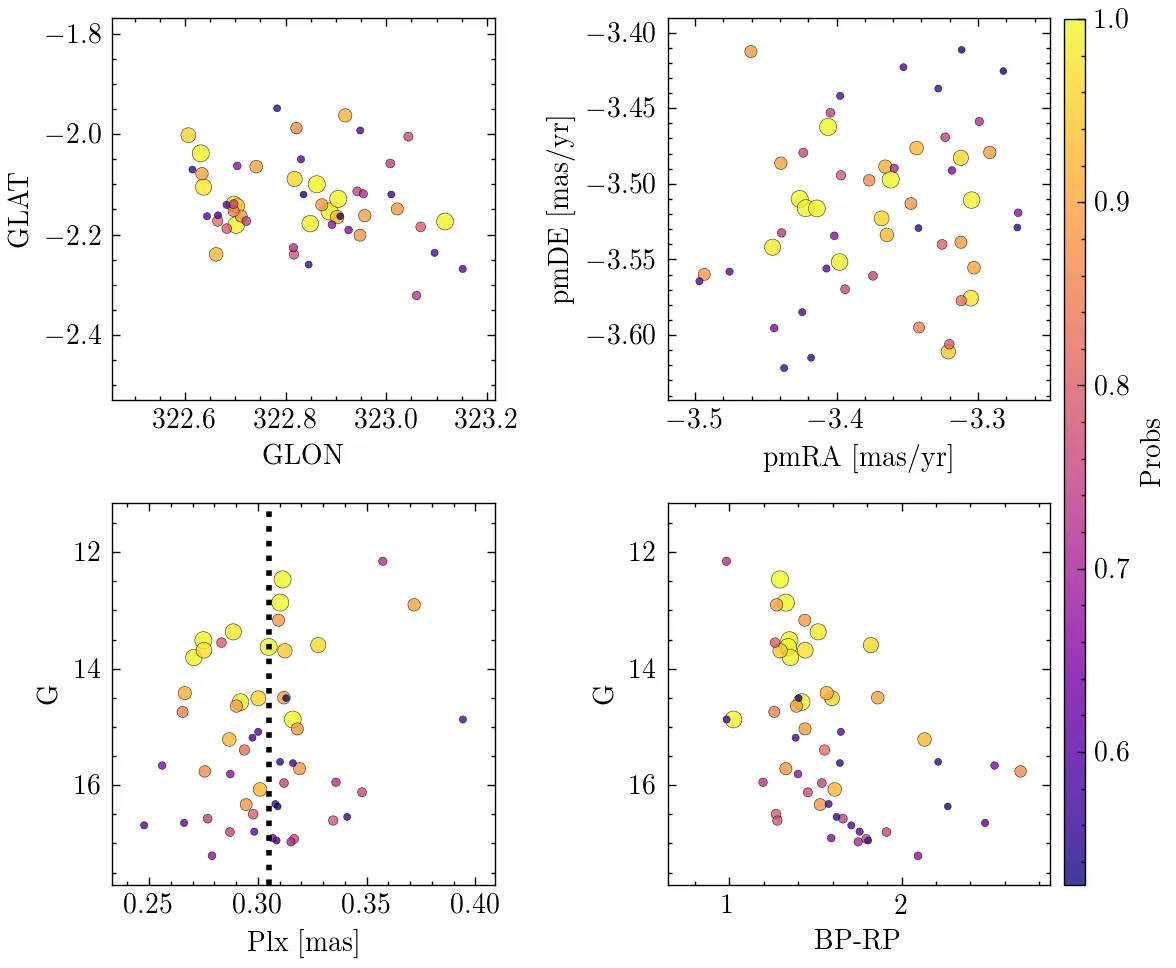 −1.8
−2.0
−2.2
−2.4
GLAT
322.6 322.8 323.0 323.2
GLON
−3.40
−3.45
−3.50
−3.55
−3.60
pmDE [mas/yr]
−3.5 −3.4 −3.3
pmRA [mas/yr]
1.0
0.9
0.8
0.7
0.6
Probs
12
14
16
G
0.25 0.30 0.35 0.40
Plx [mas]
12
14
16
G
1 2
BP-RP